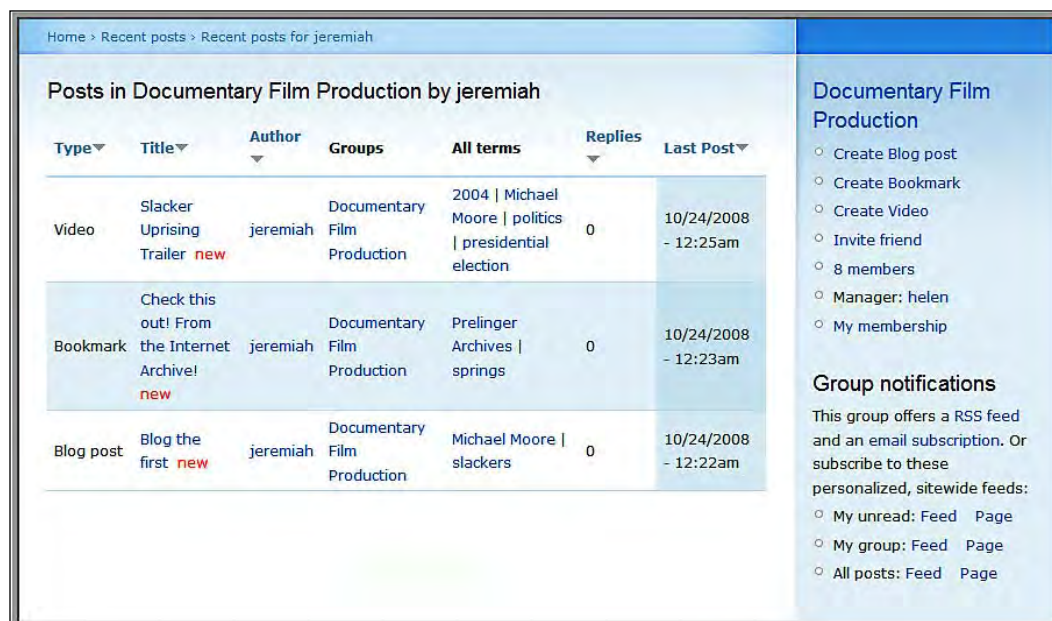 Home › Recent posts › Recent posts for jeremiah
Posts in Documentary Film Production by jeremiah
Type Title Author Groups All terms Replies Last Post
Video
Slacker
Uprising
Trailer new
jeremiah
Documentary
Film
Production
2004 | Michael
Moore | politics
| presidential
election
0
10/24/2008
- 12:25am
Bookmark
Check this
out! From
the Internet
Archive!
new
jeremiah
Documentary
Film
Production
Prelinger
Archives |
springs
0
10/24/2008
- 12:23am
Blog post
Blog the
first new
jeremiah
Documentary
Film
Production
Michael Moore |
slackers
0
10/24/2008
- 12:22am
Documentary Film
Production
Create Blog post
Create Bookmark
Create Video
Invite friend
8 members
Manager: helen
My membership
Group notifications
This group offers a RSS feed
and an email subscription. Or
subscribe to these
personalized, sitewide feeds:
My unread: Feed Page
My group: Feed Page
All posts: Feed Page